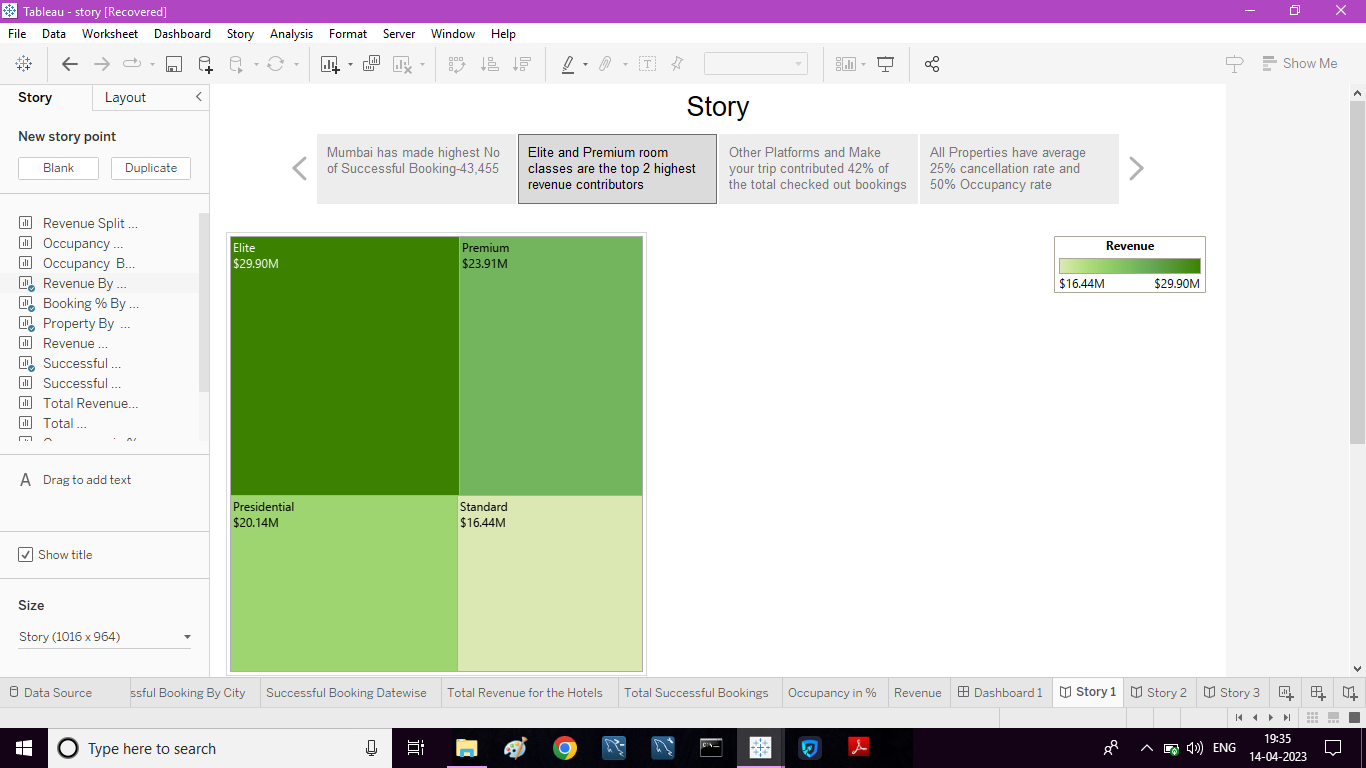 Tableau - story [Recovered]
File Data Worksheet Dashboard Story Analysis Format Server Window Help
Show Me
Story Layout
New story point
Blank Duplicate
Revenue Split ...
Occupancy ...
Occupancy B...
Revenue By ...
Booking % By ...
Property By ...
Revenue ...
Successful ...
Successful ...
Total Revenue...
Total ...
A Drag to add text
Show title
Size
Story (1016 x 964)
Story
Mumbai has made highest No
of Successful Booking-43,455
Elite and Premium room
classes are the top 2 highest
revenue contributors
Other Platforms and Make
your trip contributed 42% of
the total checked out bookings
All Properties have average
25% cancellation rate and
50% Occupancy rate
Elite
$29.90M
Premium
$23.91M
Presidential
$20.14M
Standard
$16.44M
Revenue
$16.44M $29.90M
Data Source ssful Booking By City Successful Booking Datewise Total Revenue for the Hotels Total Successful Bookings Occupancy in % Revenue Dashboard 1 Story 1 Story 2 Story 3
Type here to search
ENG
19:35
14-04-2023